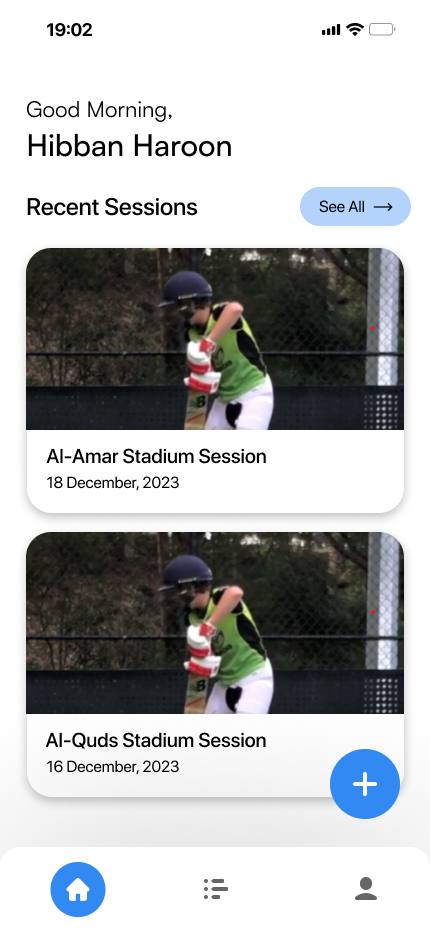 19:02
Good Morning,
Hibban Haroon
Recent Sessions
See All
B
Al-Amar Stadium Session
18 December, 2023
B
Al-Quds Stadium Session
16 December, 2023